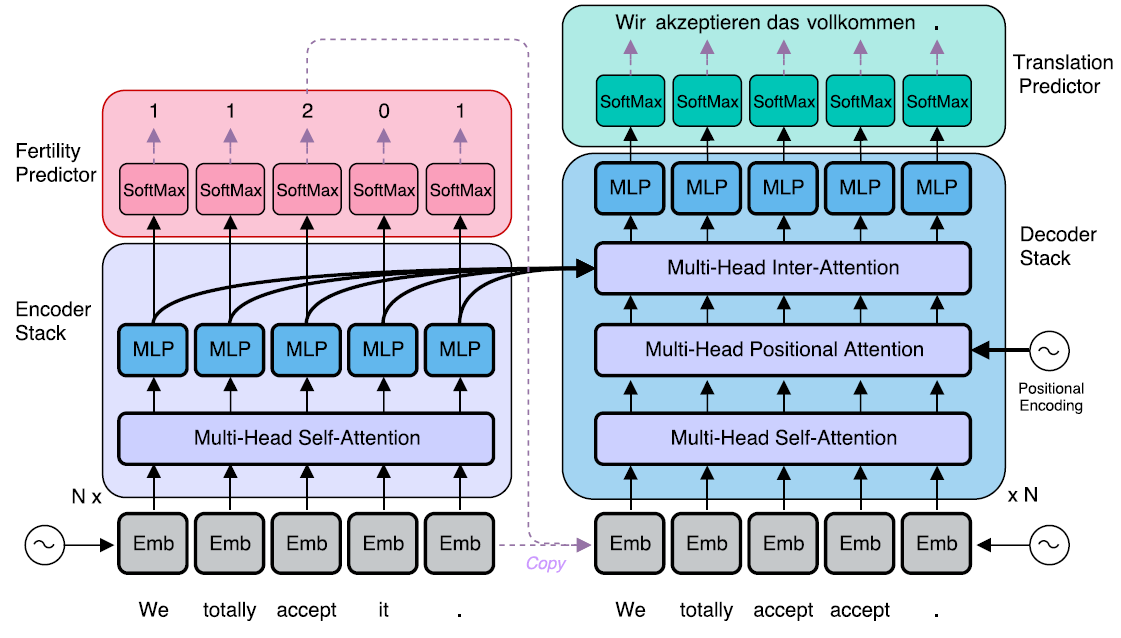 Wir akzeptieren das vollkommen .
SoftMax SoftMax SoftMax SoftMax SoftMax
Translation
Predictor
1 1 2 0 1
Fertility
Predictor
SoftMax SoftMax SoftMax SoftMax SoftMax
MLP MLP MLP MLP MLP
Multi-Head Inter-Attention
Decoder
Stack
Encoder
Stack
MLP MLP MLP MLP MLP
Multi-Head Positional Attention
Positional
Encoding
Multi-Head Self-Attention
Multi-Head Self-Attention
N x
x N
Emb Emb Emb Emb Emb
Copy
Emb Emb Emb Emb Emb
We totally accept it .
We totally accept accept .